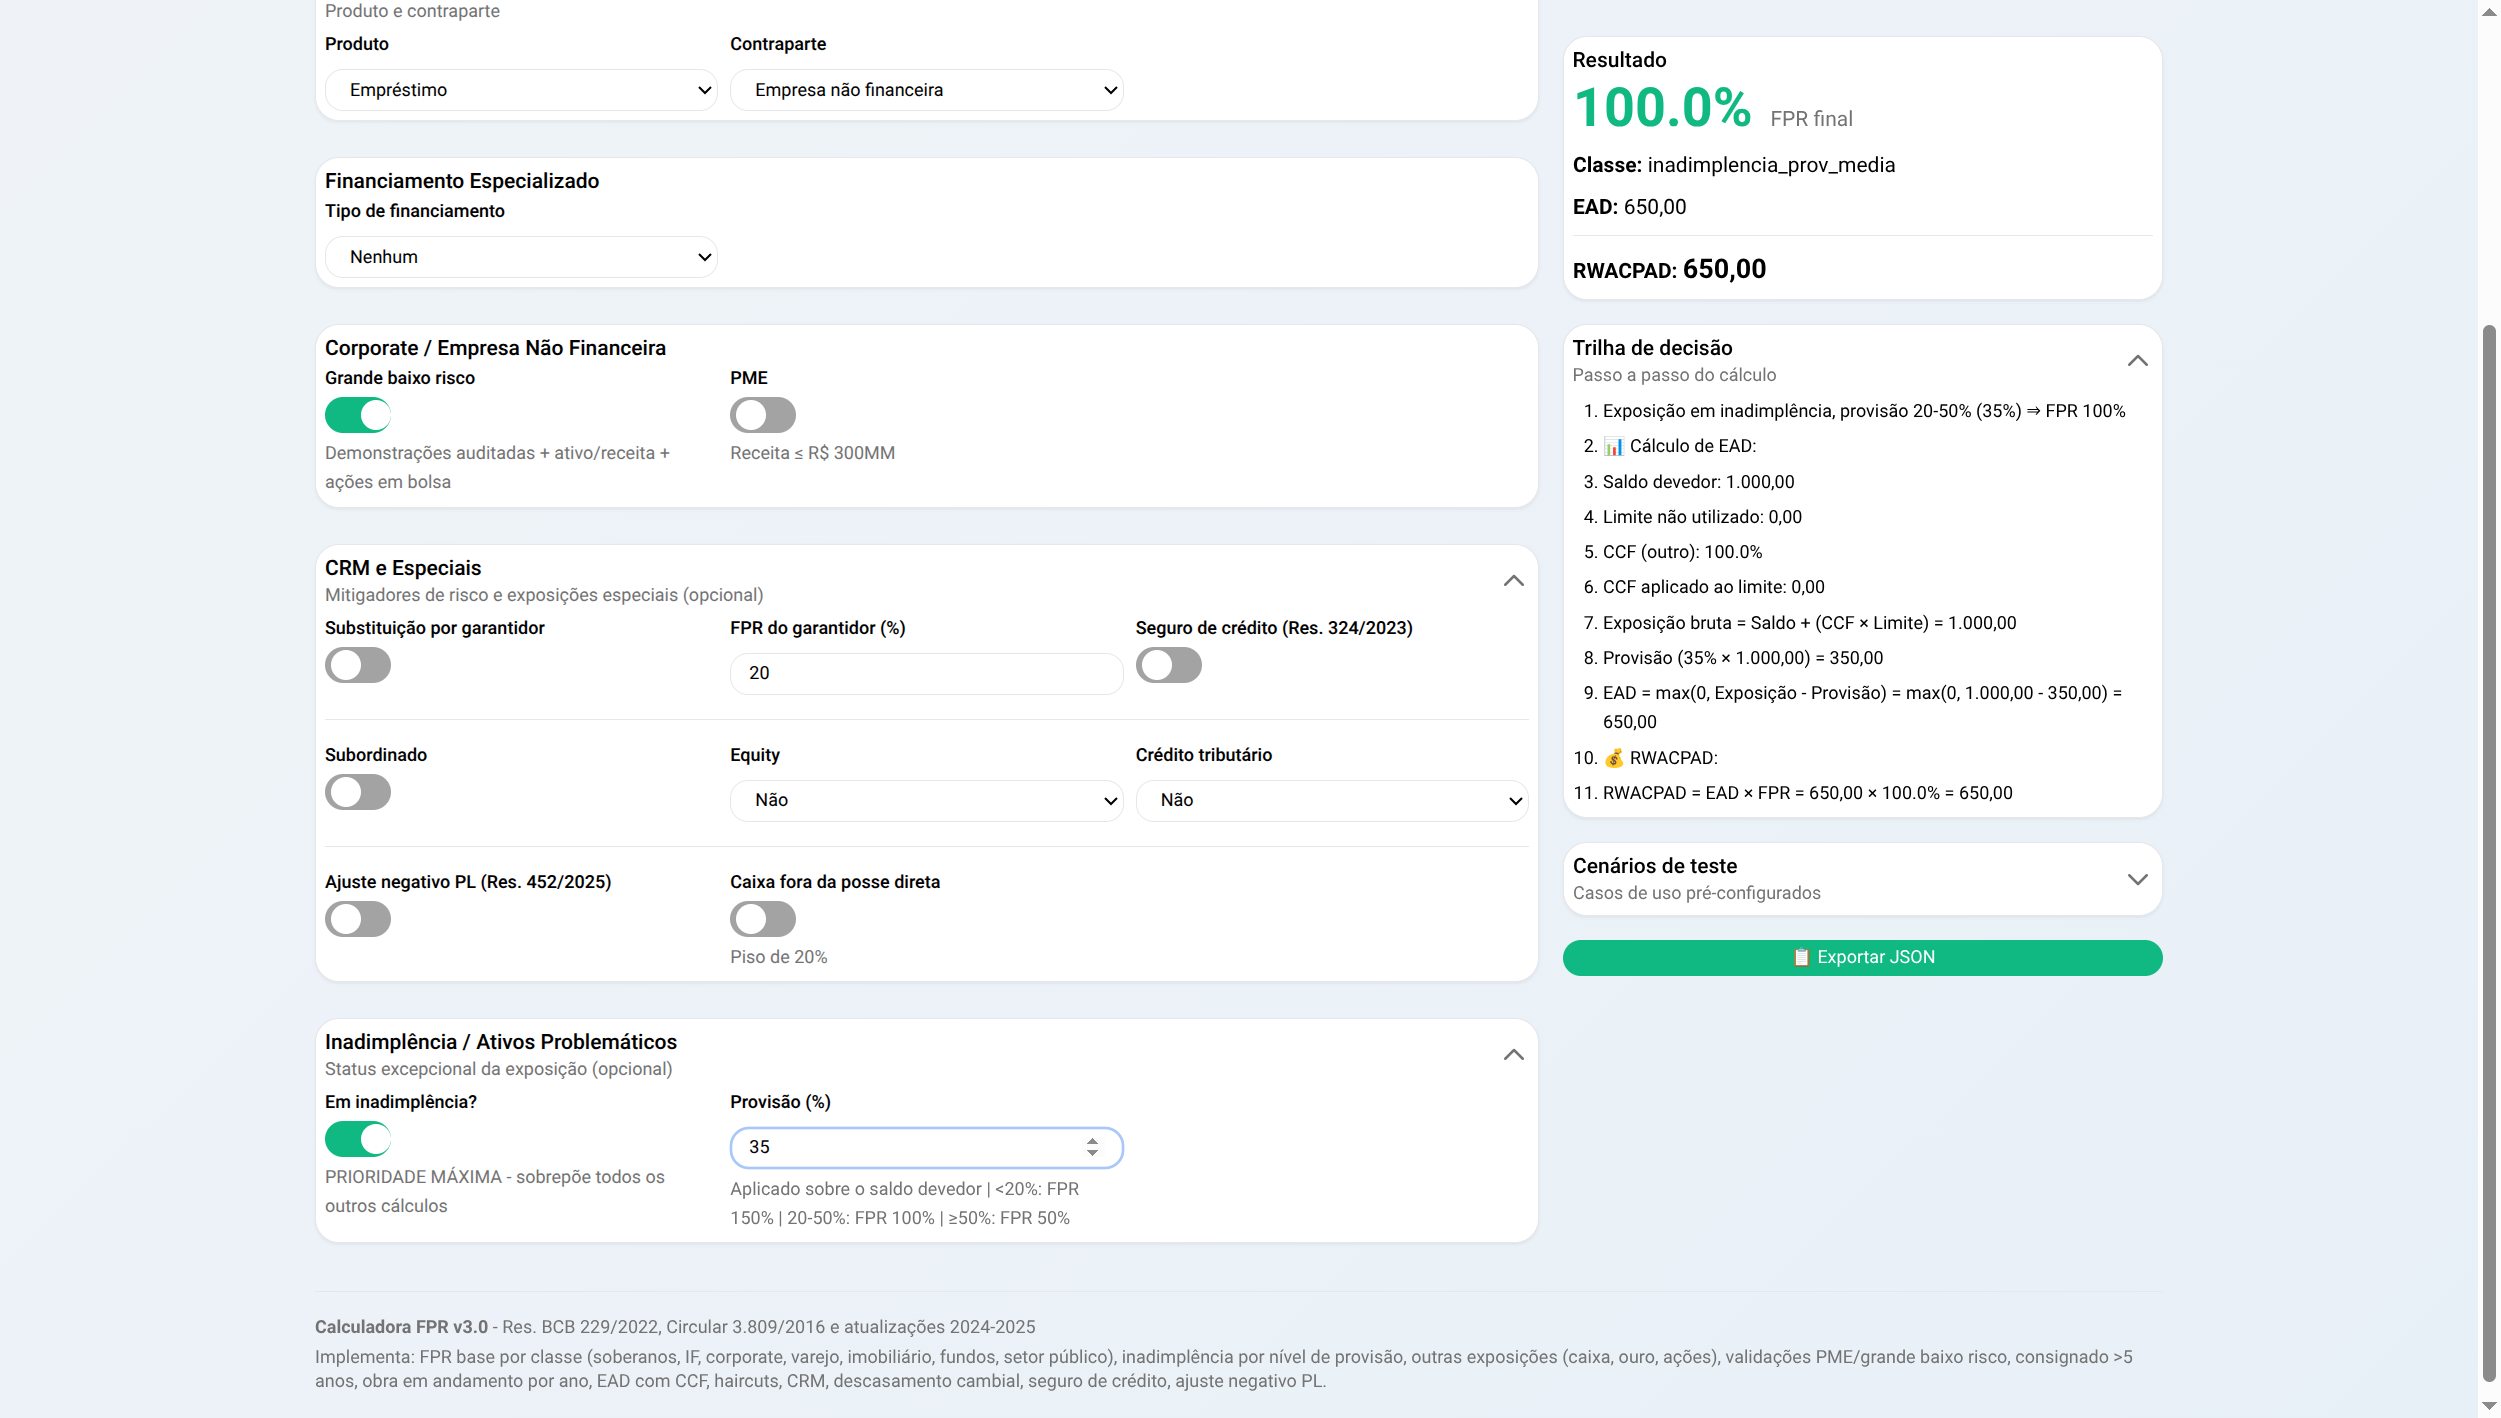 Produto e contraparte
Produto
Contraparte
Empréstimo
Empresa não financeira
Financiamento Especializado
Tipo de financiamento
Nenhum
Corporate / Empresa Não Financeira
Grande baixo risco
PME
Demonstrações auditadas + ativo/receita +
ações em bolsa
Receita ≤ R$ 300MM
CRM e Especiais
Mitigadores de risco e exposições especiais (opcional)
Substituição por garantidor
FPR do garantidor (%)
Seguro de crédito (Res. 324/2023)
20
Subordinado
Equity
Crédito tributário
Não
Não
Ajuste negativo PL (Res. 452/2025)
Caixa fora da posse direta
Piso de 20%
Inadimplência / Ativos Problemáticos
Status excepcional da exposição (opcional)
Em inadimplência?
Provisão (%)
35
PRIORIDADE MÁXIMA - sobrepõe todos os
outros cálculos
Aplicado sobre o saldo devedor | <20%: FPR
150% | 20-50%: FPR 100% | ≥50%: FPR 50%
Resultado
100.0% FPR final
Classe: inadimplencia_prov_media
EAD: 650,00
RWACPAD: 650,00
Trilha de decisão
Passo a passo do cálculo
1. Exposição em inadimplência, provisão 20-50% (35%) ⇒ FPR 100%
2. 📊 Cálculo de EAD:
3. Saldo devedor: 1.000,00
4. Limite não utilizado: 0,00
5. CCF (outro): 100.0%
6. CCF aplicado ao limite: 0,00
7. Exposição bruta = Saldo + (CCF × Limite) = 1.000,00
8. Provisão (35% × 1.000,00) = 350,00
9. EAD = max(0, Exposição - Provisão) = max(0, 1.000,00 - 350,00) =
650,00
10. 💰 RWACPAD:
11. RWACPAD = EAD × FPR = 650,00 × 100.0% = 650,00
Cenários de teste
Casos de uso pré-configurados
📋 Exportar JSON
Calculadora FPR v3.0 - Res. BCB 229/2022, Circular 3.809/2016 e atualizações 2024-2025
Implementa: FPR base por classe (soberanos, IF, corporate, varejo, imobiliário, fundos, setor público), inadimplência por nível de provisão, outras exposições (caixa, ouro, ações), validações PME/grande baixo risco, consignado >5
anos, obra em andamento por ano, EAD com CCF, haircuts, CRM, descasamento cambial, seguro de crédito, ajuste negativo PL.